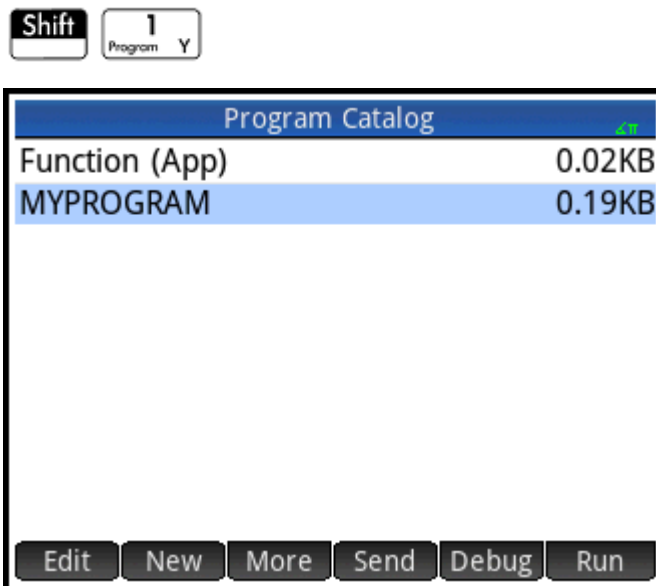 Shift 1
Program Y
Program Catalog
∡π
Function (App) 0.02KB
MYPROGRAM 0.19KB
Edit New More Send Debug Run